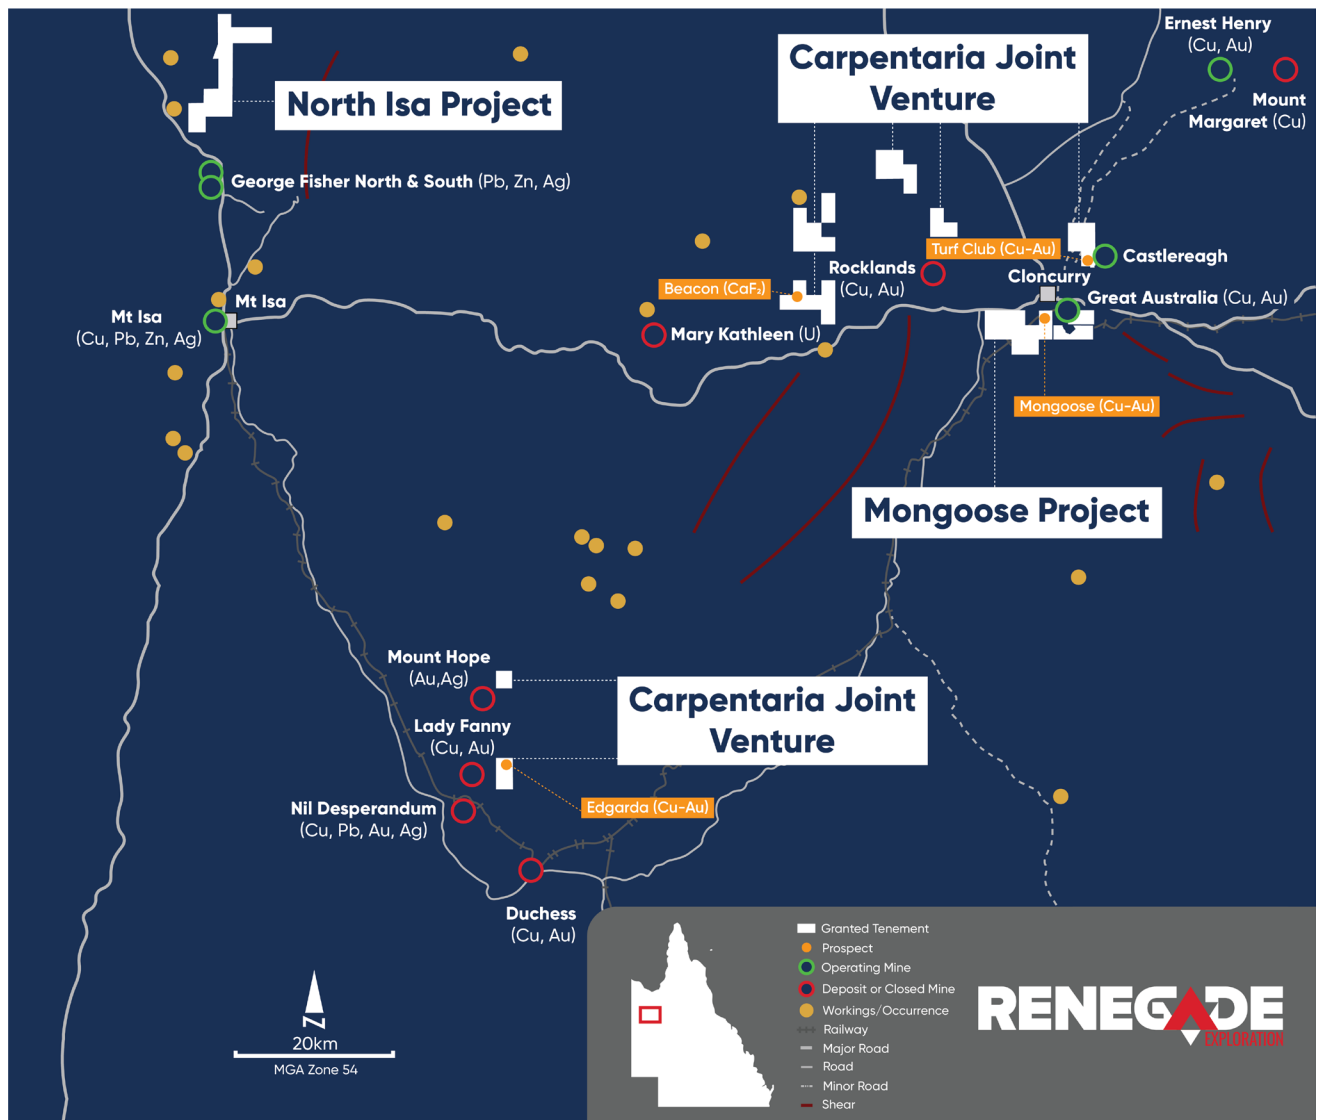 Ernest Henry
(Cu, Au)
Mount
Margaret (Cu)
Carpentaria Joint
Venture
North Isa Project
George Fisher North & South (Pb, Zn, Ag)
Turf Club (Cu-Au)
Castlereagh
Rocklands
(Cu, Au)
Cloncurry
Beacon (CaF₂)
Great Australia (Cu, Au)
Mt Isa
Mt Isa
(Cu, Pb, Zn, Ag)
Mary Kathleen (U)
Mongoose (Cu-Au)
Mongoose Project
Mount Hope
(Au,Ag)
Carpentaria Joint
Venture
Lady Fanny
(Cu, Au)
Edgarda (Cu-Au)
Nil Desperandum
(Cu, Pb, Au, Ag)
Duchess
(Cu, Au)
N
20km
MGA Zone 54
Granted Tenement
Prospect
Operating Mine
Deposit or Closed Mine
Workings/Occurrence
Railway
Major Road
Road
Minor Road
Shear
RENEGADE
EXPLORATION